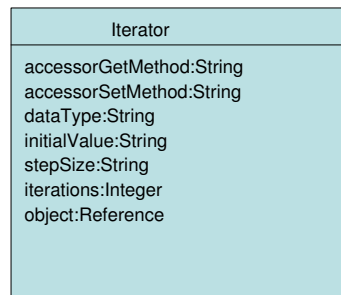 Iterator
accessorGetMethod:String
accessorSetMethod:String
dataType:String
initialValue:String
stepSize:String
iterations:Integer
object:Reference